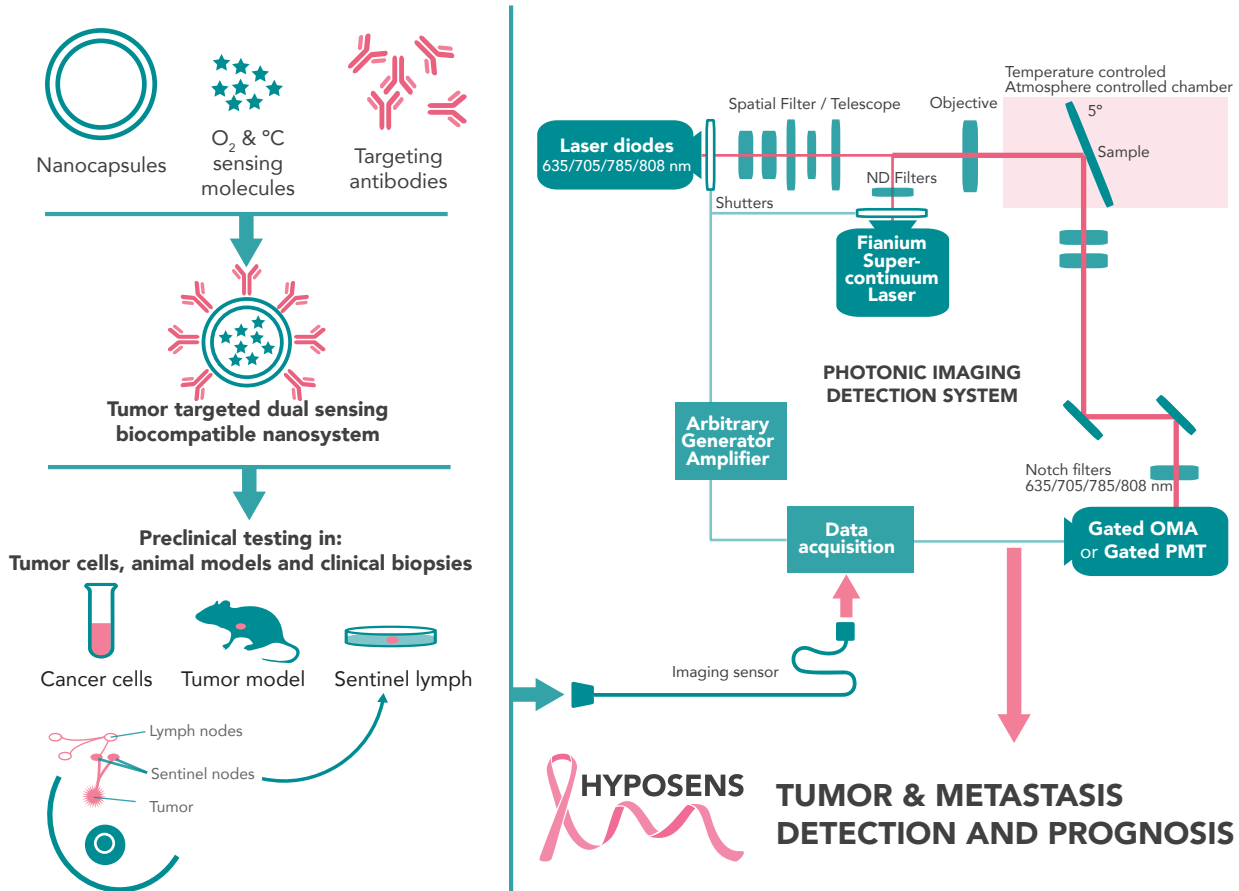 Nanocapsules
O₂ & ºC
sensing
molecules
Targeting
antibodies
Tumor targeted dual sensing
biocompatible nanosystem
Preclinical testing in:
Tumor cells, animal models and clinical biopsies
Cancer cells
Tumor model
Sentinel lymph
Lymph nodes
Sentinel nodes
Tumor
Temperature controled
Atmosphere controlled chamber
5º
Sample
Spatial Filter / Telescope
Objective
Laser diodes
635/705/785/808 nm
ND Filters
Shutters
Fianium
Super-
continuum
Laser
PHOTONIC IMAGING
DETECTION SYSTEM
Arbitrary
Generator
Amplifier
Notch filters
635/705/785/808 nm
Data
acquisition
Gated OMA
or Gated PMT
Imaging sensor
HYPOSENS
TUMOR & METASTASIS
DETECTION AND PROGNOSIS